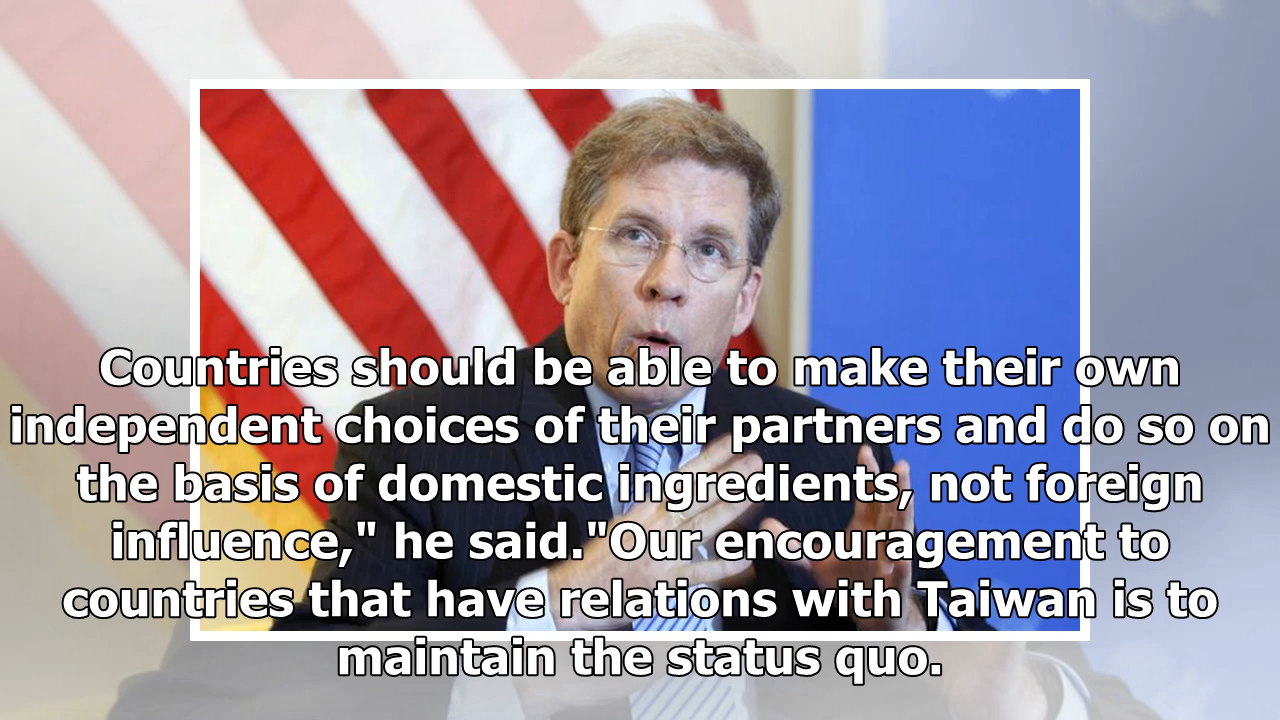 Countries should be able to make their own
independent choices of their partners and do so on
the basis of domestic ingredients, not foreign
influence," he said."Our encouragement to
countries that have relations with Taiwan is to
maintain the status quo.